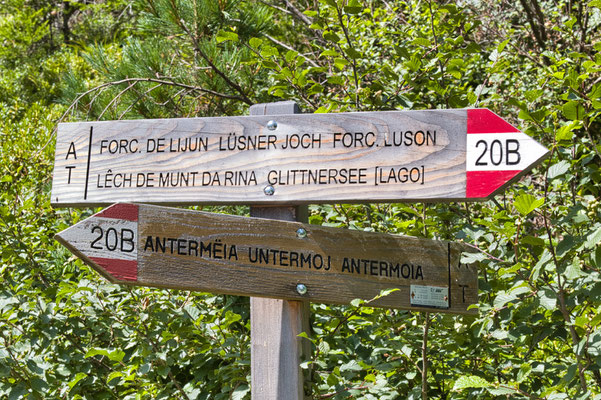 A
T
FORC. DE LIJUN LÜSNER JOCH FORC. LUSON
LÊCH DE MUNT DA RINA GLITTNERSEE [LAGO]
20B
20B
ANTERMËIA UNTERMOJ ANTERMOIA
A
T